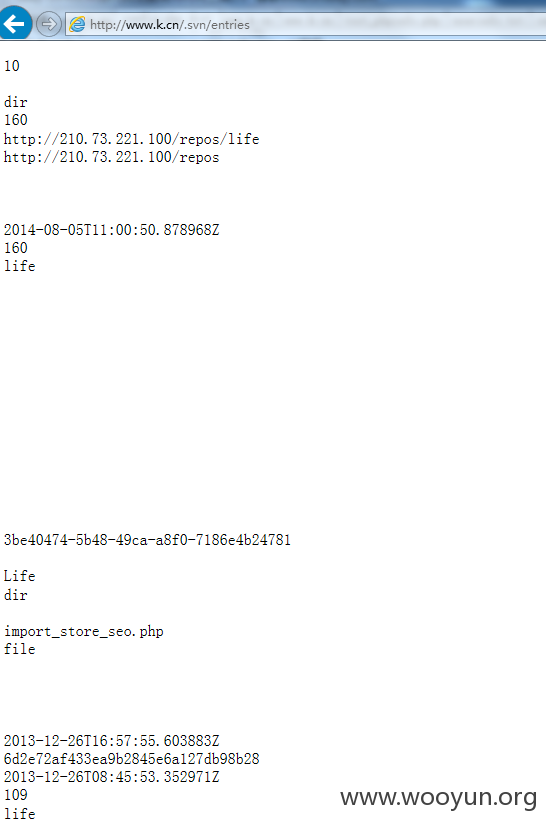 http://www.k.cn/.svn/entries
10
dir
160
http://210.73.221.100/repos/life
http://210.73.221.100/repos
2014-08-05T11:00:50.878968Z
160
life
3be40474-5b48-49ca-a8f0-7186e4b24781
Life
dir
import_store_seo.php
file
2013-12-26T16:57:55.603883Z
6d2e72af433ea9b2845e6a127db98b28
2013-12-26T08:45:53.352971Z
109
life
www.wooyun.org